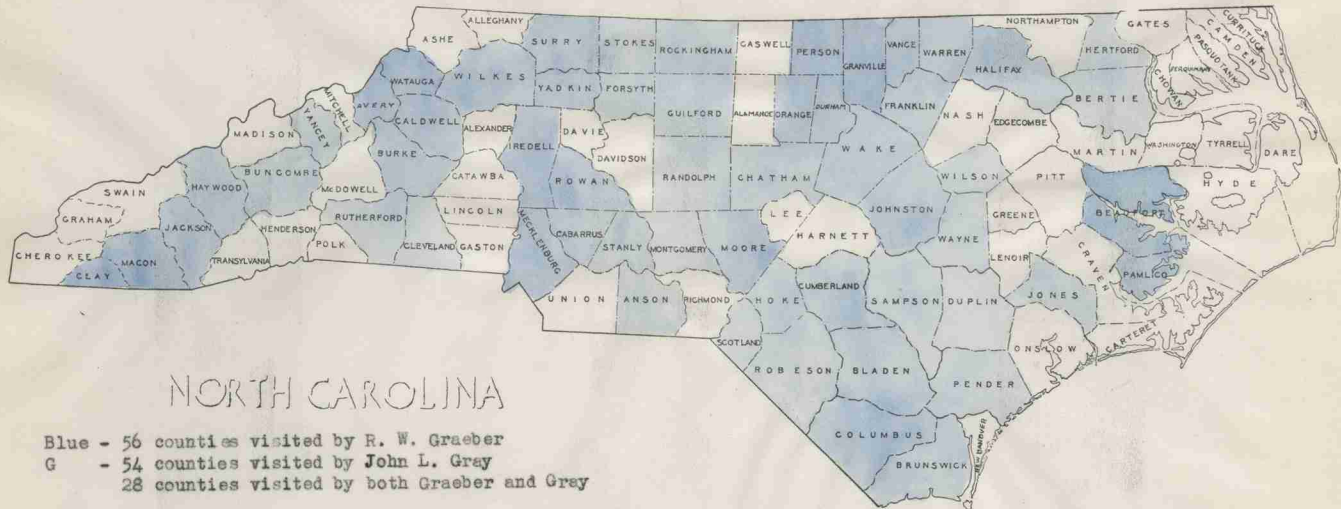 ALLEGHANY
NORTHAMPTON
GATES
CURRITUCK
CAMDEN
ASHE
SURRY
STOKES
ROCKINGHAM
CASWELL
PERSON
VANCE
WARREN
HERTFORD
PASQUOTANK
GRANVILLE
HALIFAX
PERQUIMANS
CHOWAN
WATAUGA
WILKES
YADKIN
FORSYTH
BERTIE
MITCHELL
AVERY
YANCEY
CALDWELL
GUILFORD
ALAMANCE
ORANGE
DURHAM
FRANKLIN
NASH
EDGECOMBE
MADISON
ALEXANDER
IREDELL
DAVIE
DAVIDSON
WAKE
MARTIN
WASHINGTON
TYRRELL
DARE
BURKE
BUNCOMBE
McDOWELL
CATAWBA
ROWAN
RANDOLPH
CHATHAM
WILSON
PITT
SWAIN
HAYWOOD
HYDE
GRAHAM
RUTHERFORD
LINCOLN
LEE
JOHNSTON
GREENE
BEAUFORT
JACKSON
HENDERSON
POLK
CLEVELAND
GASTON
MECKLENBURG
CABARRUS
STANLY
MONTGOMERY
MOORE
HARNETT
WAYNE
CHEROKEE
MACON
CLAY
TRANSYLVANIA
LENOIR
CRAVEN
PAMLICO
UNION
ANSON
RICHMOND
HOKE
CUMBERLAND
SAMPSON
DUPLIN
JONES
SCOTLAND
ONSLOW
CARTERET
ROBESON
BLADEN
PENDER
COLUMBUS
BRUNSWICK
NEW HANOVER
NORTH CAROLINA
Blue - 56 counties visited by R. W. Graeber
G - 54 counties visited by John L. Gray
28 counties visited by both Graeber and Gray